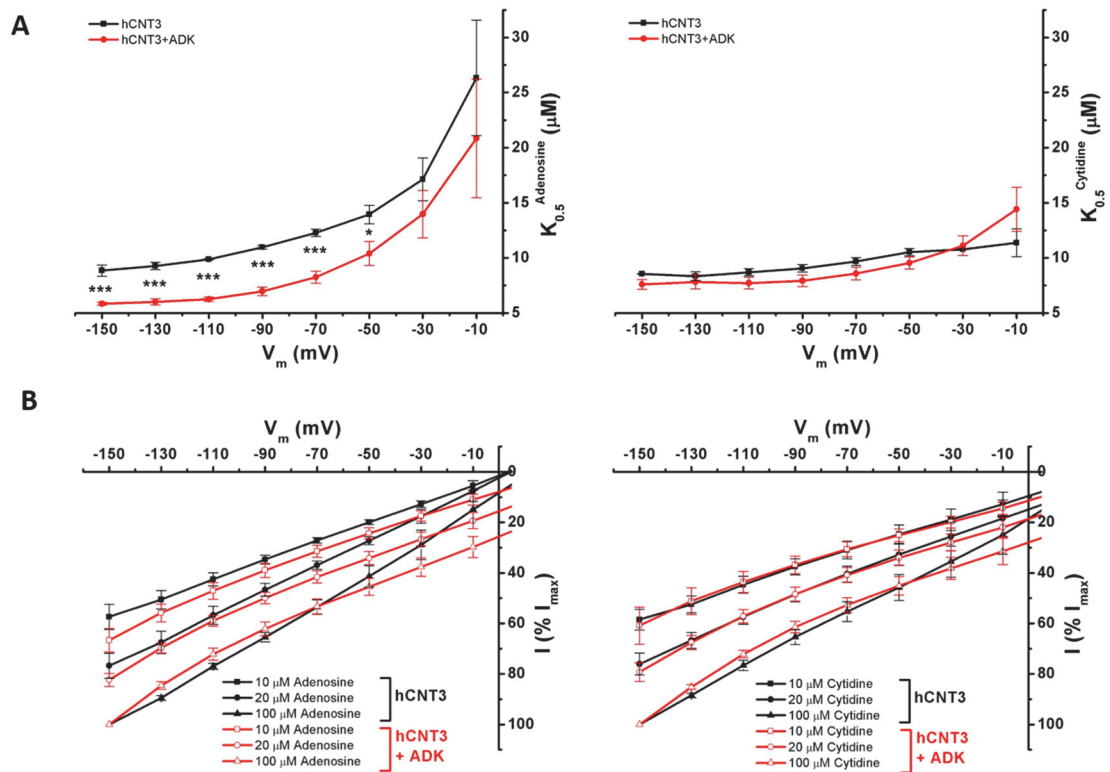 A
hCNT3
hCNT3+ADK
30
25
20
15
10
5
K0.5 Adenosine (μM)
*** *** *** *** *** *
-150 -130 -110 -90 -70 -50 -30 -10
Vm (mV)
hCNT3
hCNT3+ADK
30
25
20
15
10
5
K0.5 Cytidine (μM)
-150 -130 -110 -90 -70 -50 -30 -10
Vm (mV)
B
Vm (mV)
-150 -130 -110 -90 -70 -50 -30 -10
0
20
40
60
80
100
I (% Imax)
10 μM Adenosine
20 μM Adenosine
100 μM Adenosine
hCNT3
10 μM Adenosine
20 μM Adenosine
100 μM Adenosine
hCNT3
+ ADK
Vm (mV)
-150 -130 -110 -90 -70 -50 -30 -10
0
20
40
60
80
100
I (% Imax)
10 μM Cytidine
20 μM Cytidine
100 μM Cytidine
hCNT3
10 μM Cytidine
20 μM Cytidine
100 μM Cytidine
hCNT3
+ ADK